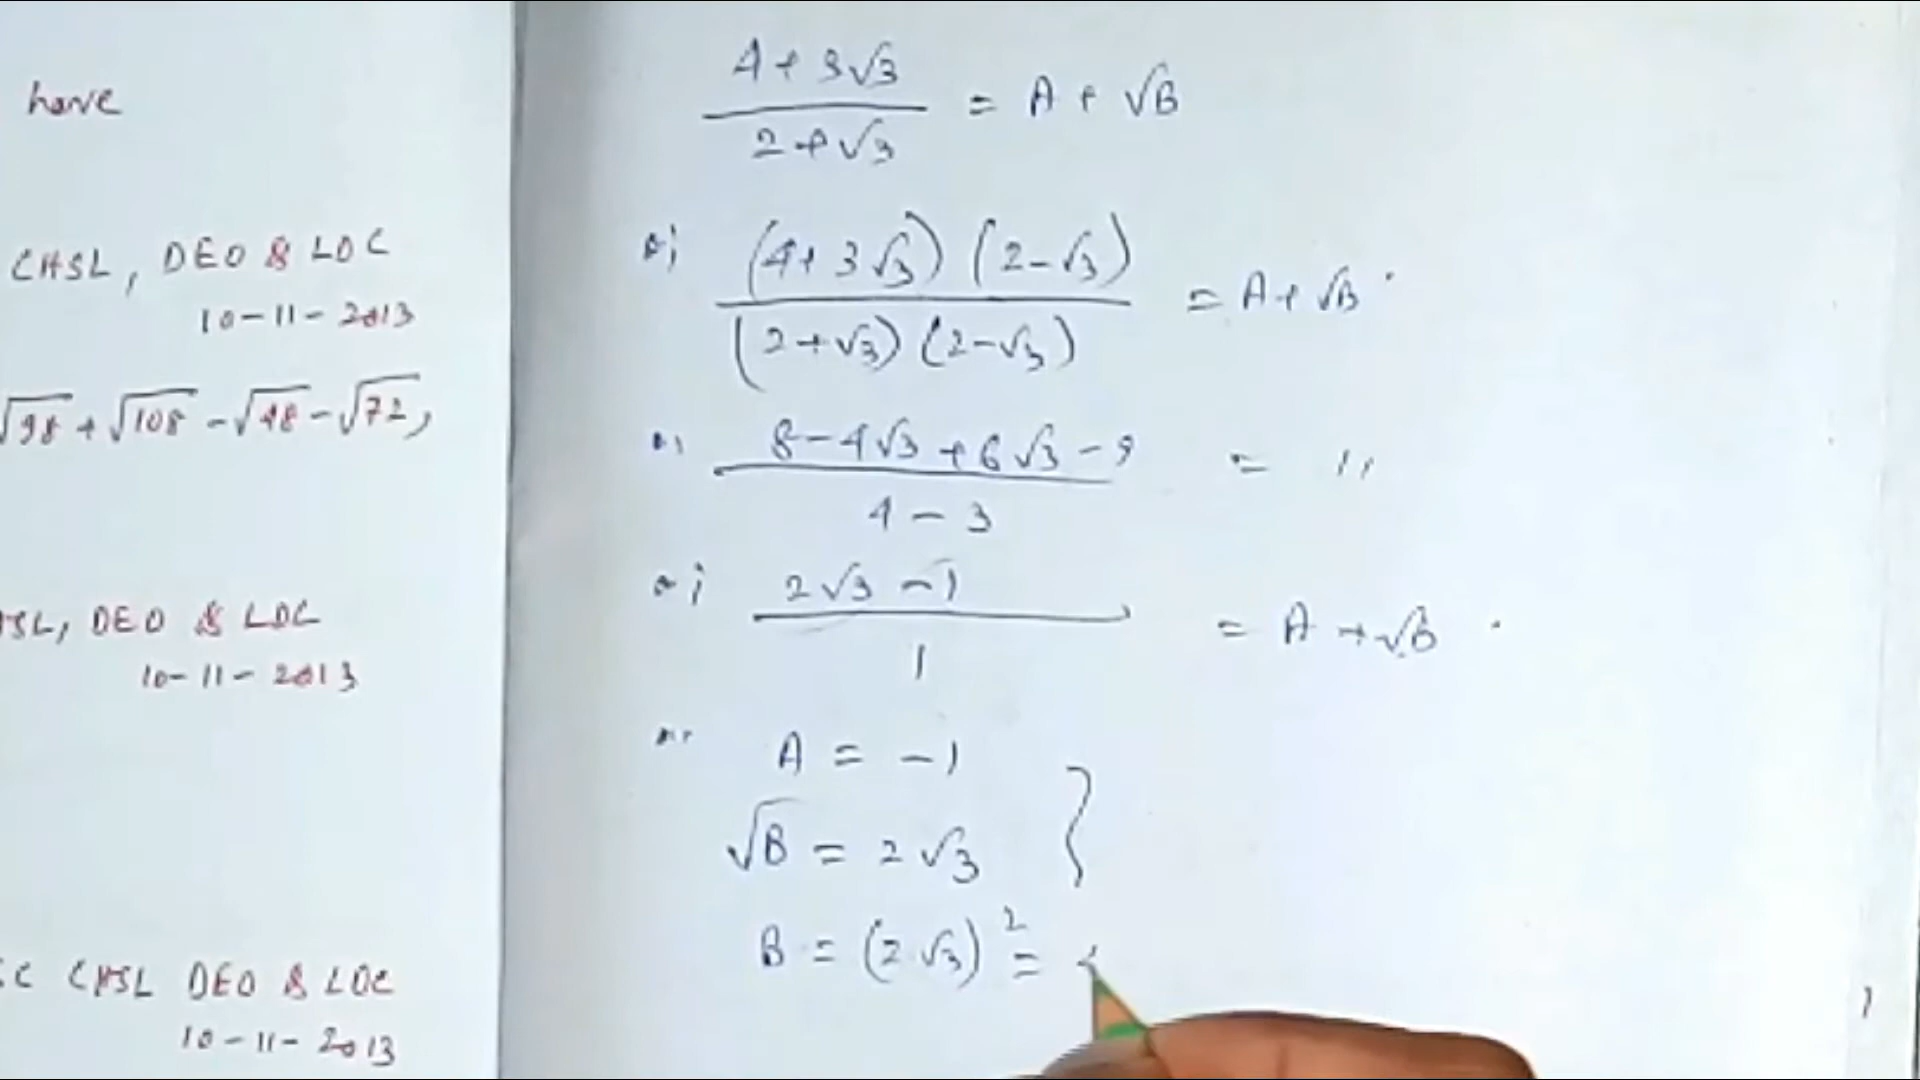 have
CHSL, DEO & LDC
10-11-2013
√98 + √108 - √48 - √72,
HSL, DEO & LDC
10-11-2013
SC CHSL DEO & LDC
10-11-2013
4+3√3 / 2+√3 = A + √B
(4+3√3) (2-√3) / (2+√3) (2-√3) = A+√B
8-4√3+6√3-9 / 4-3 = ''
2√3-1 / 1 = A+√B
A = -1
√B = 2√3
B = (2√3)² =